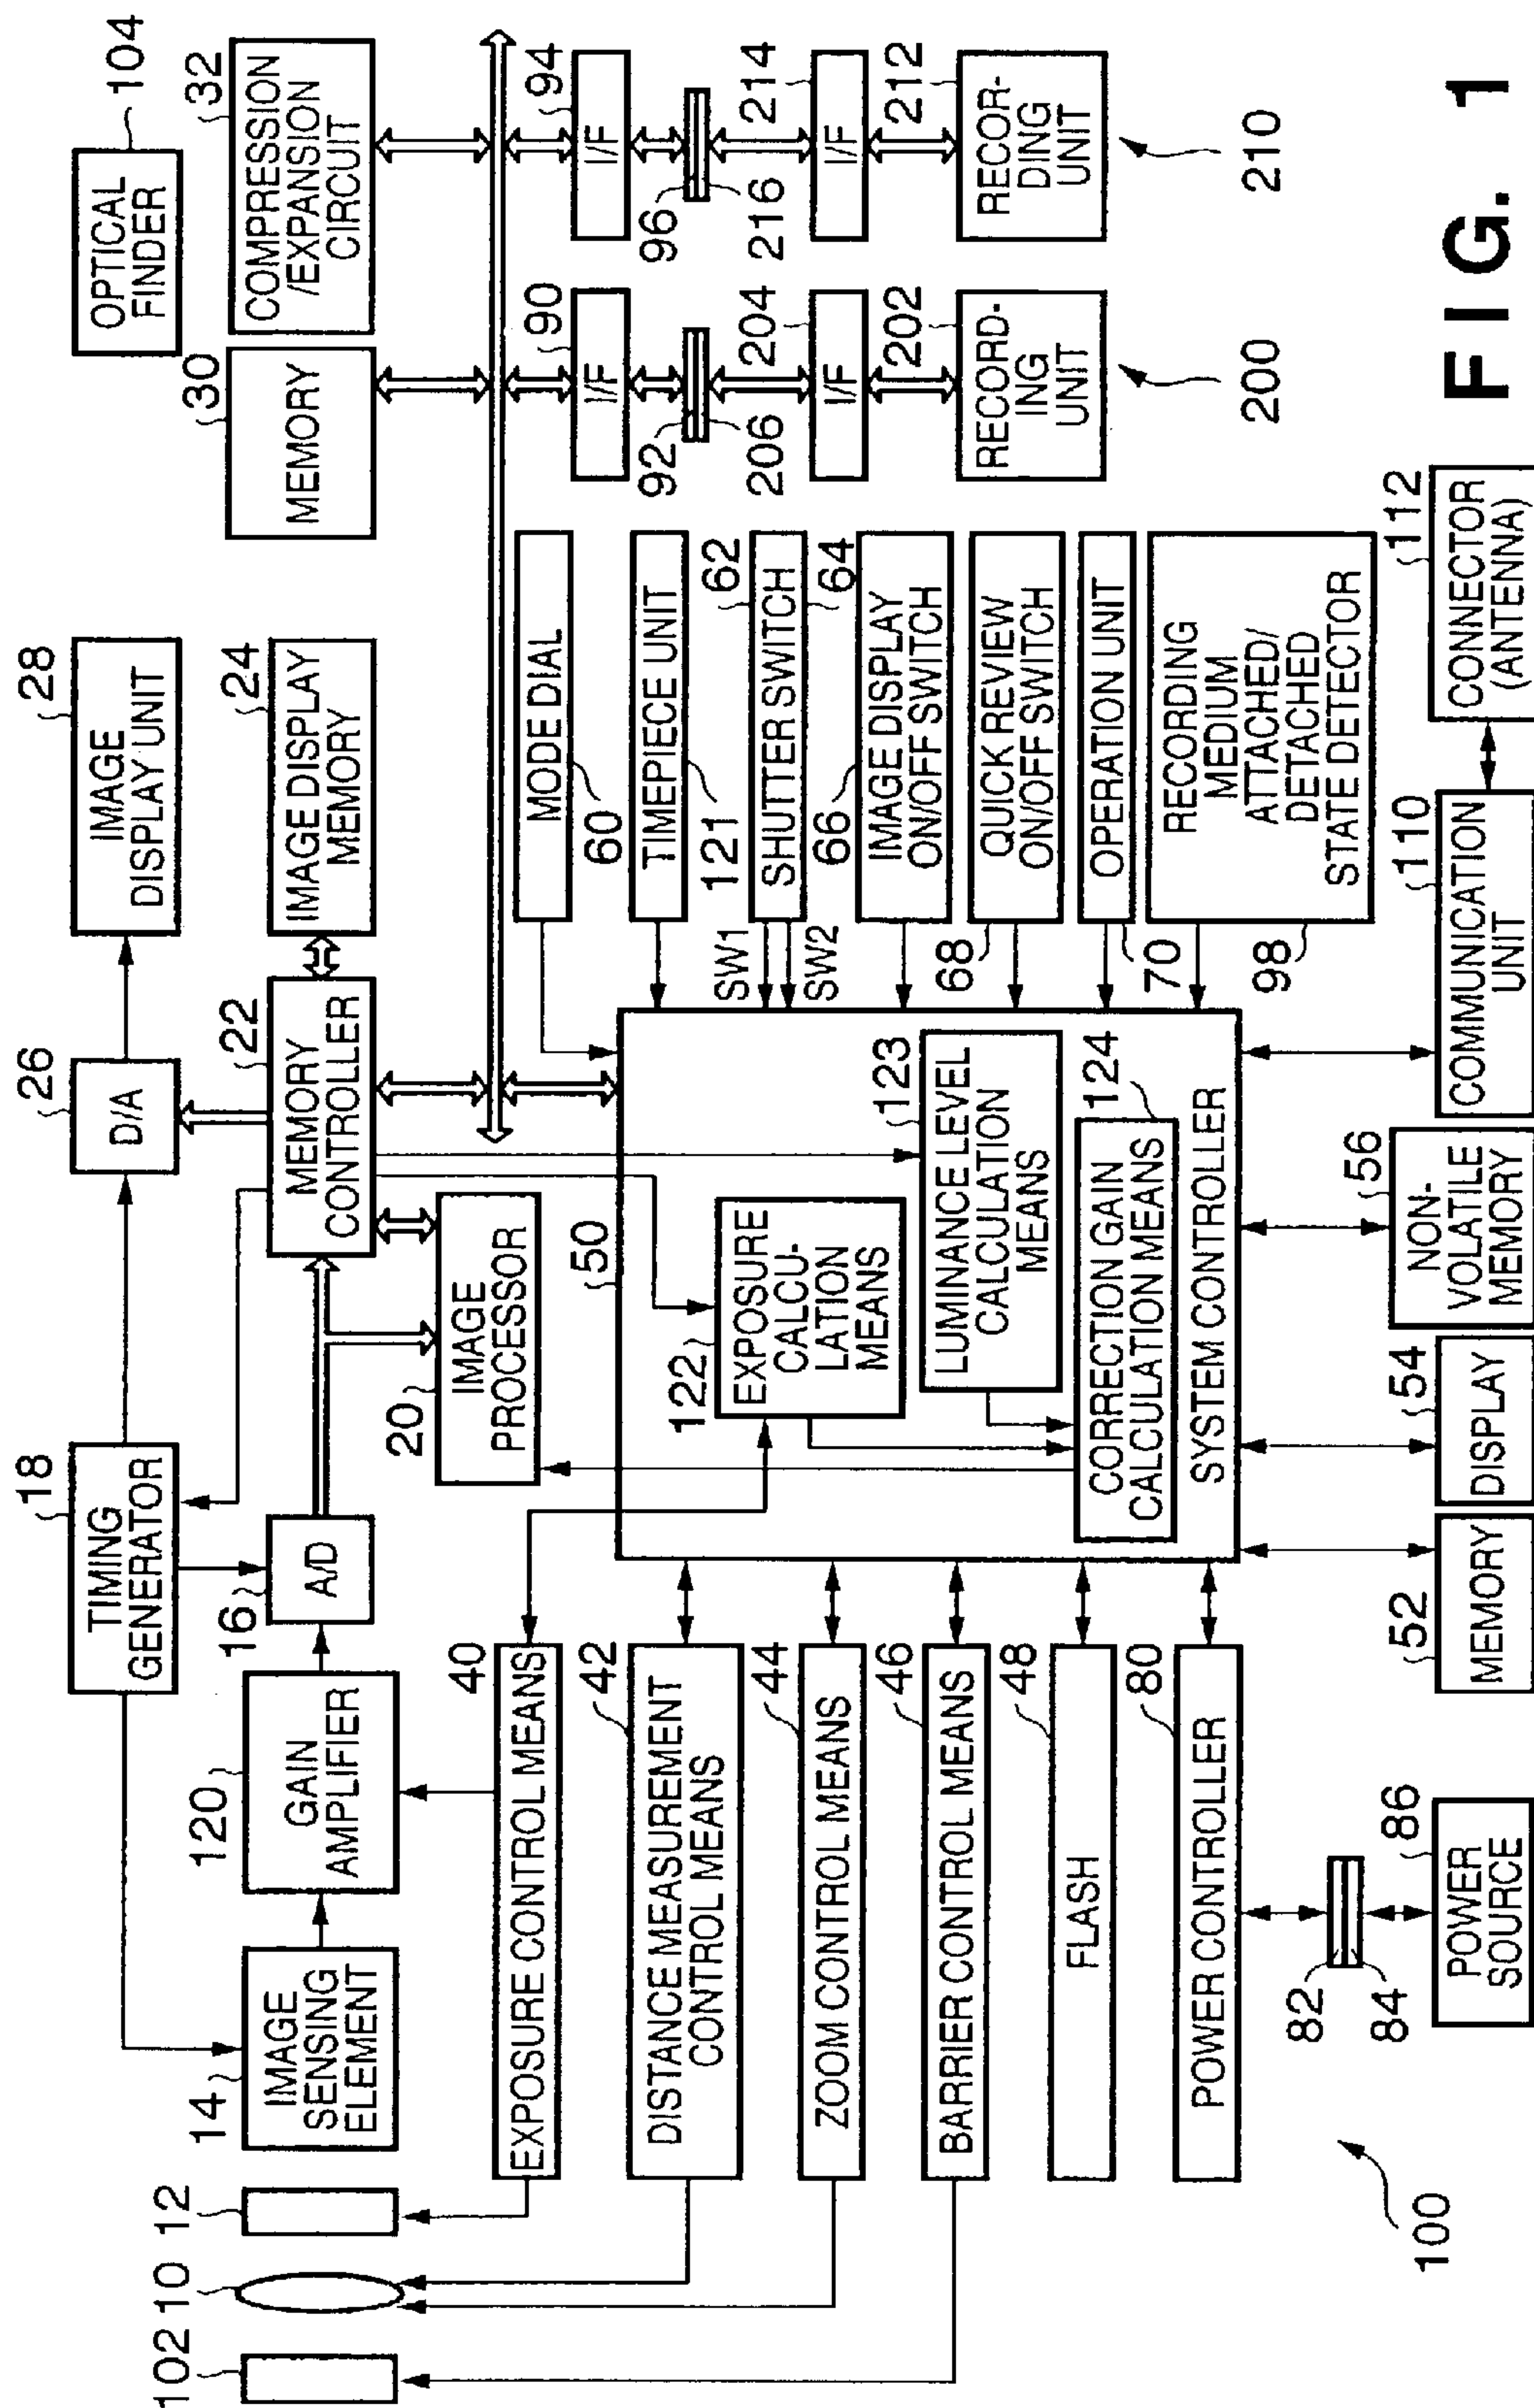 102
10
12
14
IMAGE
SENSING
ELEMENT
120
GAIN
AMPLIFIER
16
A/D
18
TIMING
GENERATOR
26
D/A
28
IMAGE
DISPLAY UNIT
22
MEMORY
CONTROLLER
24
IMAGE DISPLAY
MEMORY
20
IMAGE
PROCESSOR
30
MEMORY
OPTICAL
FINDER
104
32
COMPRESSION
/EXPANSION
CIRCUIT
40
EXPOSURE CONTROL MEANS
42
DISTANCE MEASUREMENT
CONTROL MEANS
44
ZOOM CONTROL MEANS
46
BARRIER CONTROL MEANS
48
FLASH
80
POWER CONTROLLER
82
84
86
POWER
SOURCE
100
50
122
EXPOSURE
CALCU-
LATION
MEANS
123
LUMINANCE LEVEL
CALCULATION
MEANS
124
CORRECTION GAIN
CALCULATION MEANS
SYSTEM CONTROLLER
52
MEMORY
54
DISPLAY
56
NON-
VOLATILE
MEMORY
110
COMMUNICATION
UNIT
112
CONNECTOR
(ANTENNA)
MODE DIAL
60
TIMEPIECE UNIT
121
62
SHUTTER SWITCH
64
SW1
SW2
66
IMAGE DISPLAY
ON/OFF SWITCH
68
QUICK REVIEW
ON/OFF SWITCH
OPERATION UNIT
70
RECORDING
MEDIUM
ATTACHED/
DETACHED
STATE DETECTOR
98
90
I/F
92
206
204
I/F
202
RECORD-
ING
UNIT
200
94
I/F
96
216
214
I/F
212
RECOR-
DING
UNIT
210
FIG. 1